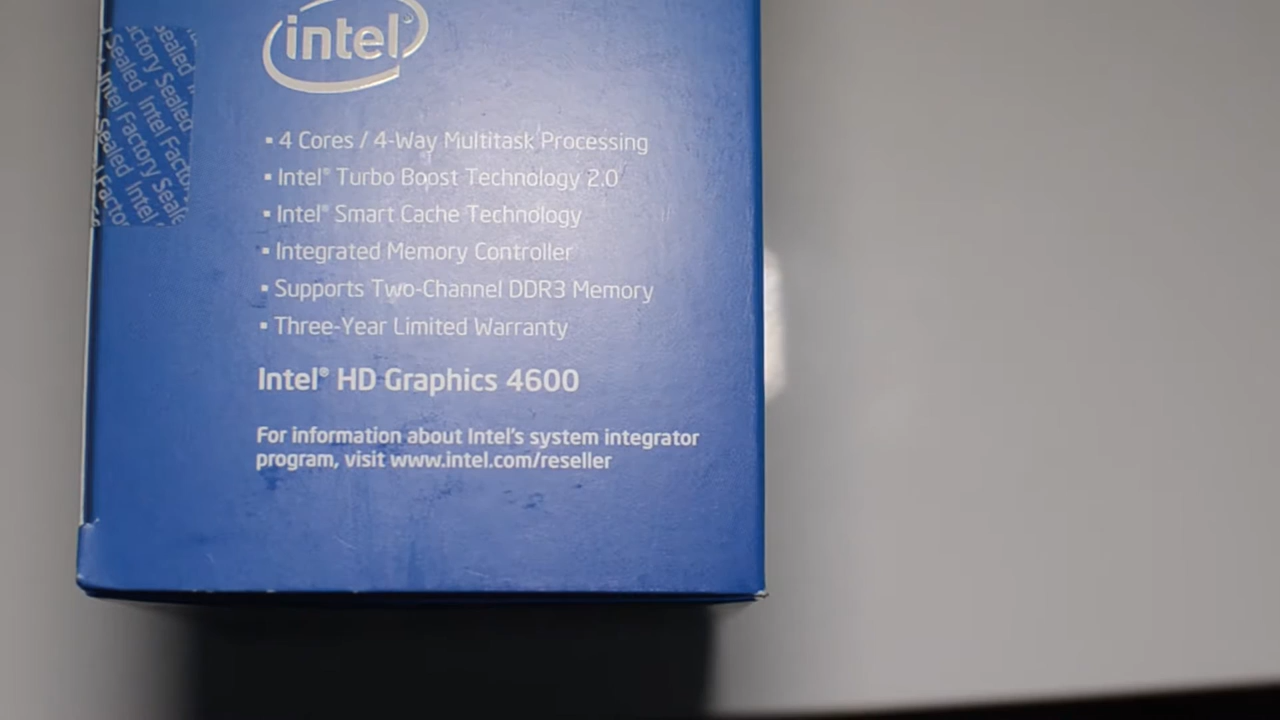 intel
▪ 4 Cores / 4-Way Multitask Processing
▪ Intel® Turbo Boost Technology 2.0
▪ Intel® Smart Cache Technology
▪ Integrated Memory Controller
▪ Supports Two-Channel DDR3 Memory
▪ Three-Year Limited Warranty
Intel® HD Graphics 4600
For information about Intel's system integrator
program, visit www.intel.com/reseller
Sealed
Factory Sealed
Sealed Intel
Intel Factory
Sealed Intel